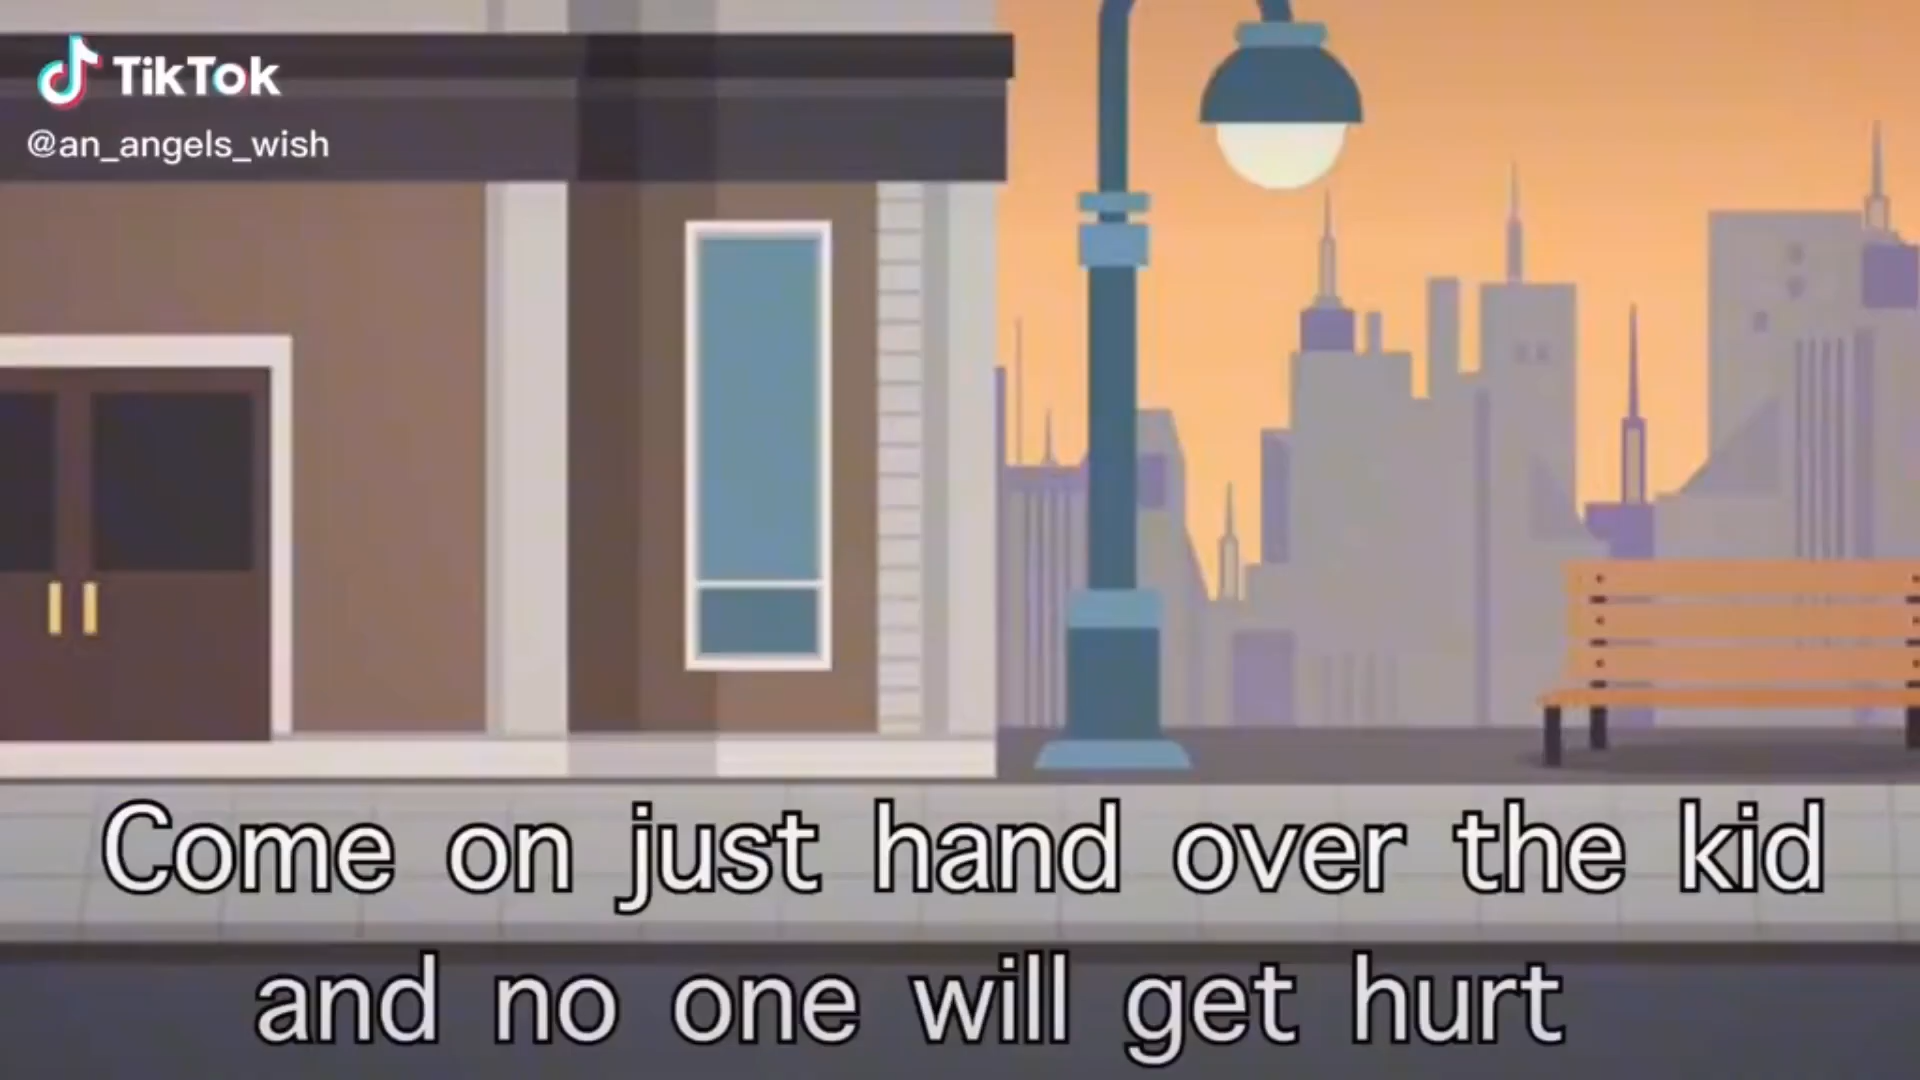 TikTok
@an_angels_wish
Come on just hand over the kid
and no one will get hurt